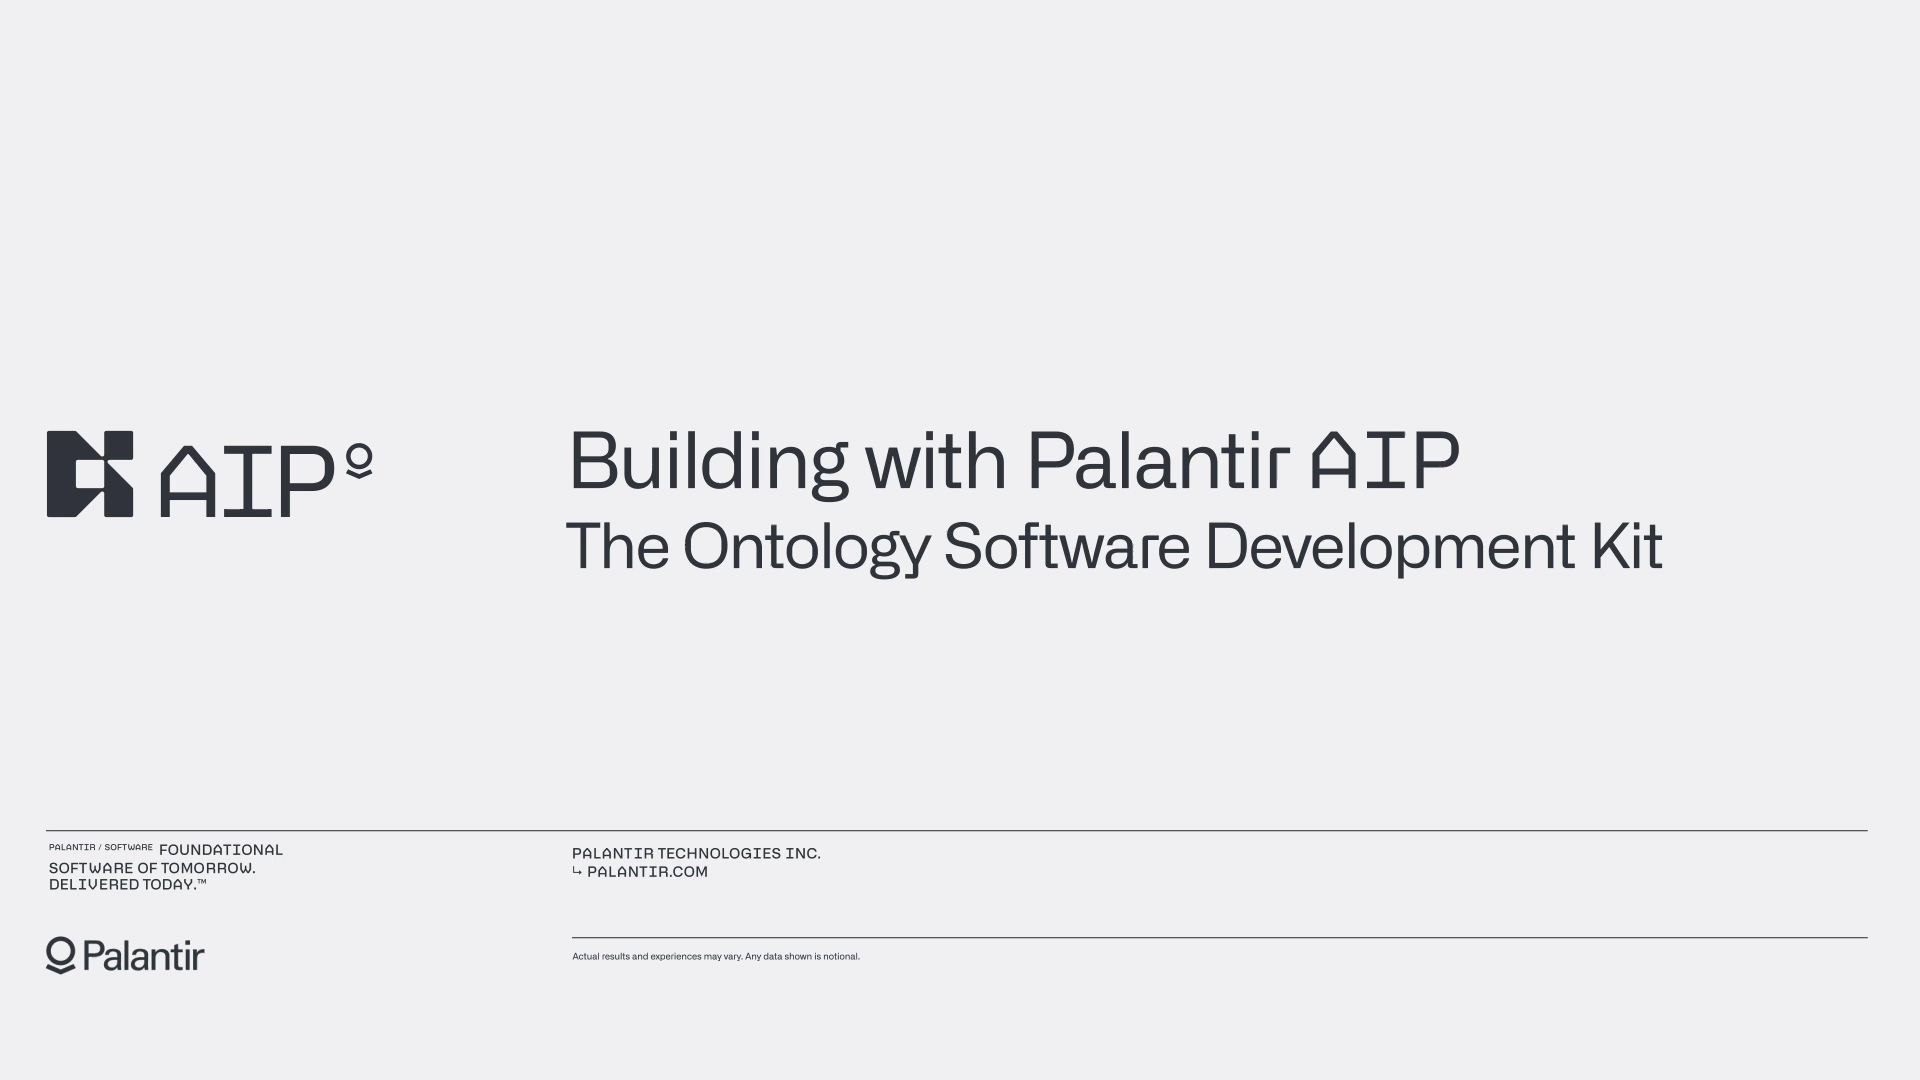 AIP
Building with Palantir AIP
The Ontology Software Development Kit
PALANTIR / SOFTWARE FOUNDATIONAL
SOFTWARE OF TOMORROW.
DELIVERED TODAY.™
PALANTIR TECHNOLOGIES INC.
↳ PALANTIR.COM
Palantir
Actual results and experiences may vary. Any data shown is notional.